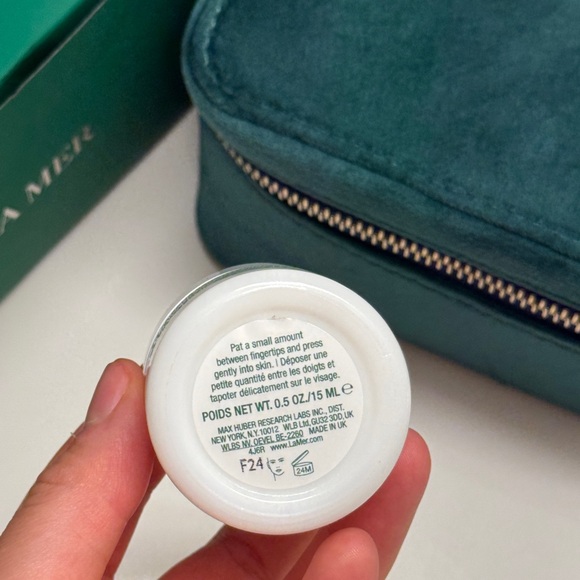 A MER
Pat a small amount
between fingertips and press
gently into skin. | Déposer une
petite quantité entre les doigts et
tapoter délicatement sur le visage.
POIDS NET WT. 0.5 OZ./15 ML ℮
MAX HUBER RESEARCH LABS INC., DIST.
NEW YORK, N.Y. 10012 WLB Ltd, GU32 3DD, UK
WLBS NV, OEVEL BE-2260 MADE IN UK
4J6R www.LaMer.com
F24 24M